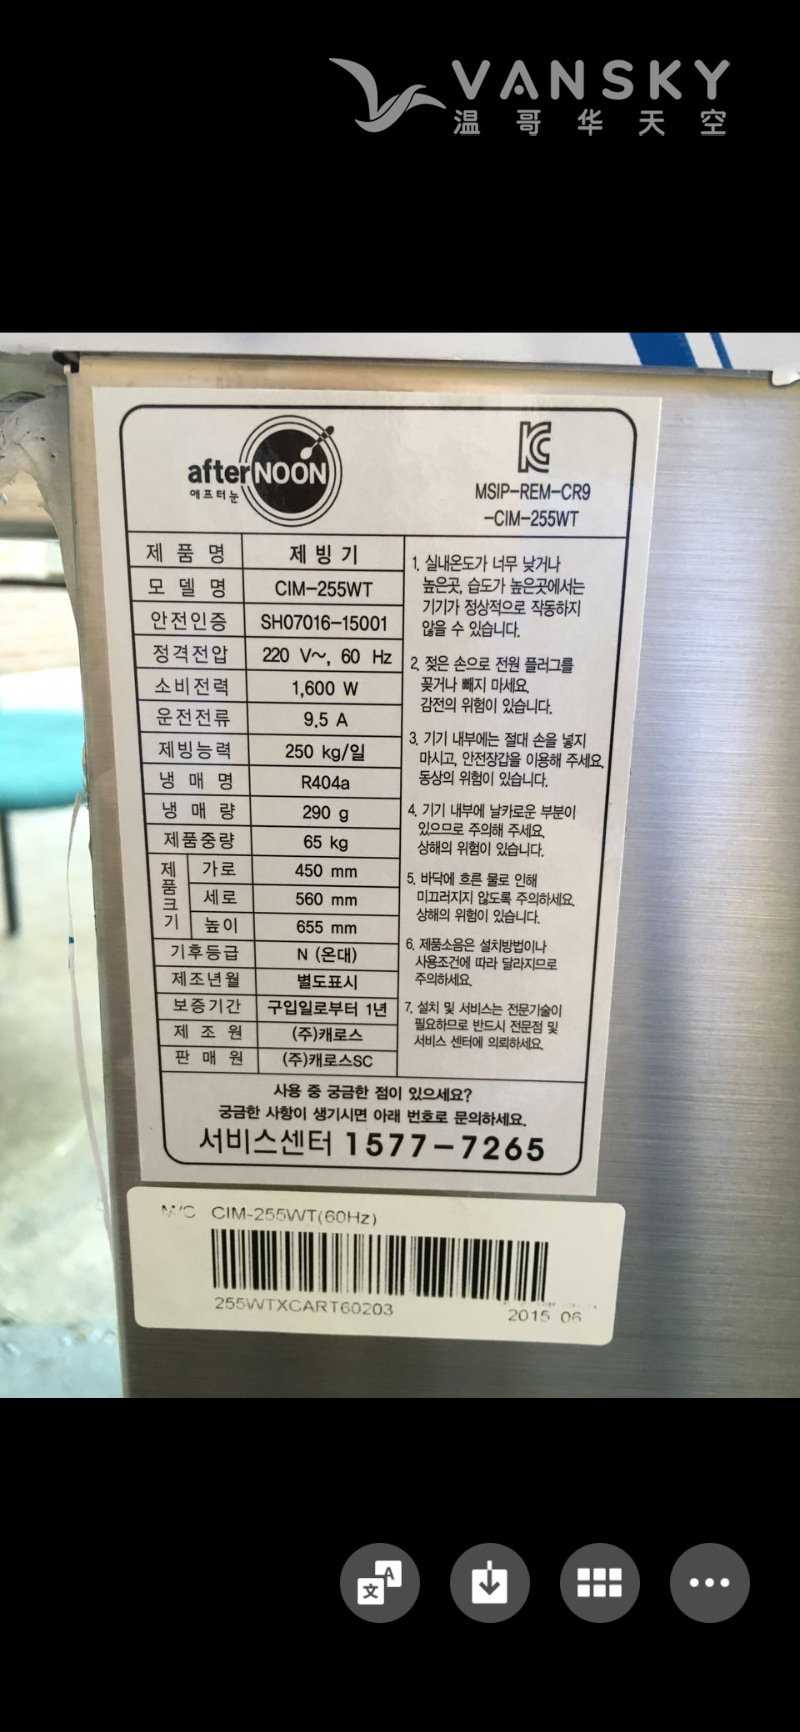 VANSKY
温哥华天空
afterNOON
애프터눈
MSIP-REM-CR9
-CIM-255WT
제품명 제빙기
모델명 CIM-255WT
안전인증 SH07016-15001
정격전압 220 V~, 60 Hz
소비전력 1,600 W
운전전류 9.5 A
제빙능력 250 kg/일
냉매명 R404a
냉매량 290 g
제품중량 65 kg
제품크기 가로 450 mm
세로 560 mm
높이 655 mm
기후등급 N (온대)
제조년월 별도표시
보증기간 구입일로부터 1년
제조원 (주)캐로스
판매원 (주)캐로스SC
1. 실내온도가 너무 낮거나
높은곳, 습도가 높은곳에서는
기기가 정상적으로 작동하지
않을 수 있습니다.
2. 젖은 손으로 전원 플러그를
꽂거나 빼지 마세요.
감전의 위험이 있습니다.
3. 기기 내부에는 절대 손을 넣지
마시고, 안전장갑을 이용해 주세요.
동상의 위험이 있습니다.
4. 기기 내부에 날카로운 부분이
있으므로 주의해 주세요.
상해의 위험이 있습니다.
5. 바닥에 흐른 물로 인해
미끄러지지 않도록 주의하세요.
상해의 위험이 있습니다.
6. 제품소음은 설치방법이나
사용조건에 따라 달라지므로
주의하세요.
7. 설치 및 서비스는 전문기술이
필요하므로 반드시 전문점 및
서비스 센터에 의뢰하세요.
사용 중 궁금한 점이 있으세요?
궁금한 사항이 생기시면 아래 번호로 문의하세요.
서비스센터 1577-7265
M/C CIM-255WT(60Hz)
255WTXCART60203
2015 06